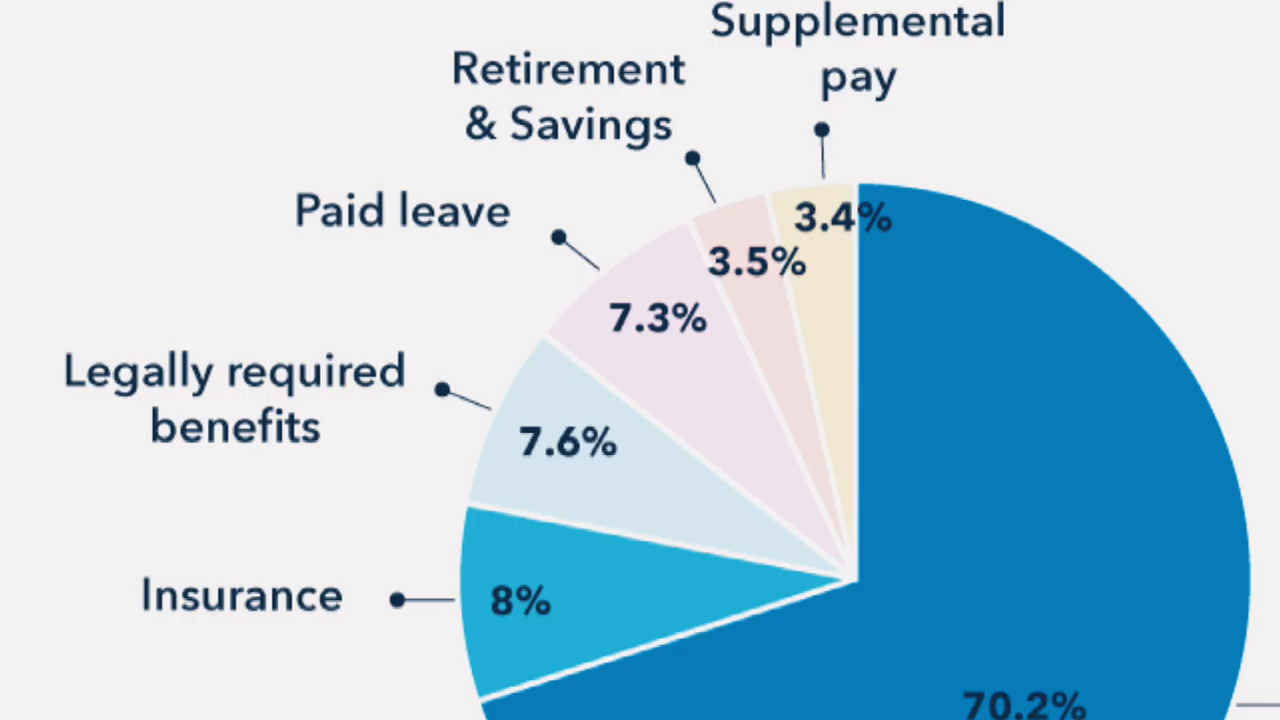 Supplemental
pay
Retirement
& Savings
3.4%
Paid leave
3.5%
7.3%
Legally required
benefits
7.6%
Insurance
8%
70.2%